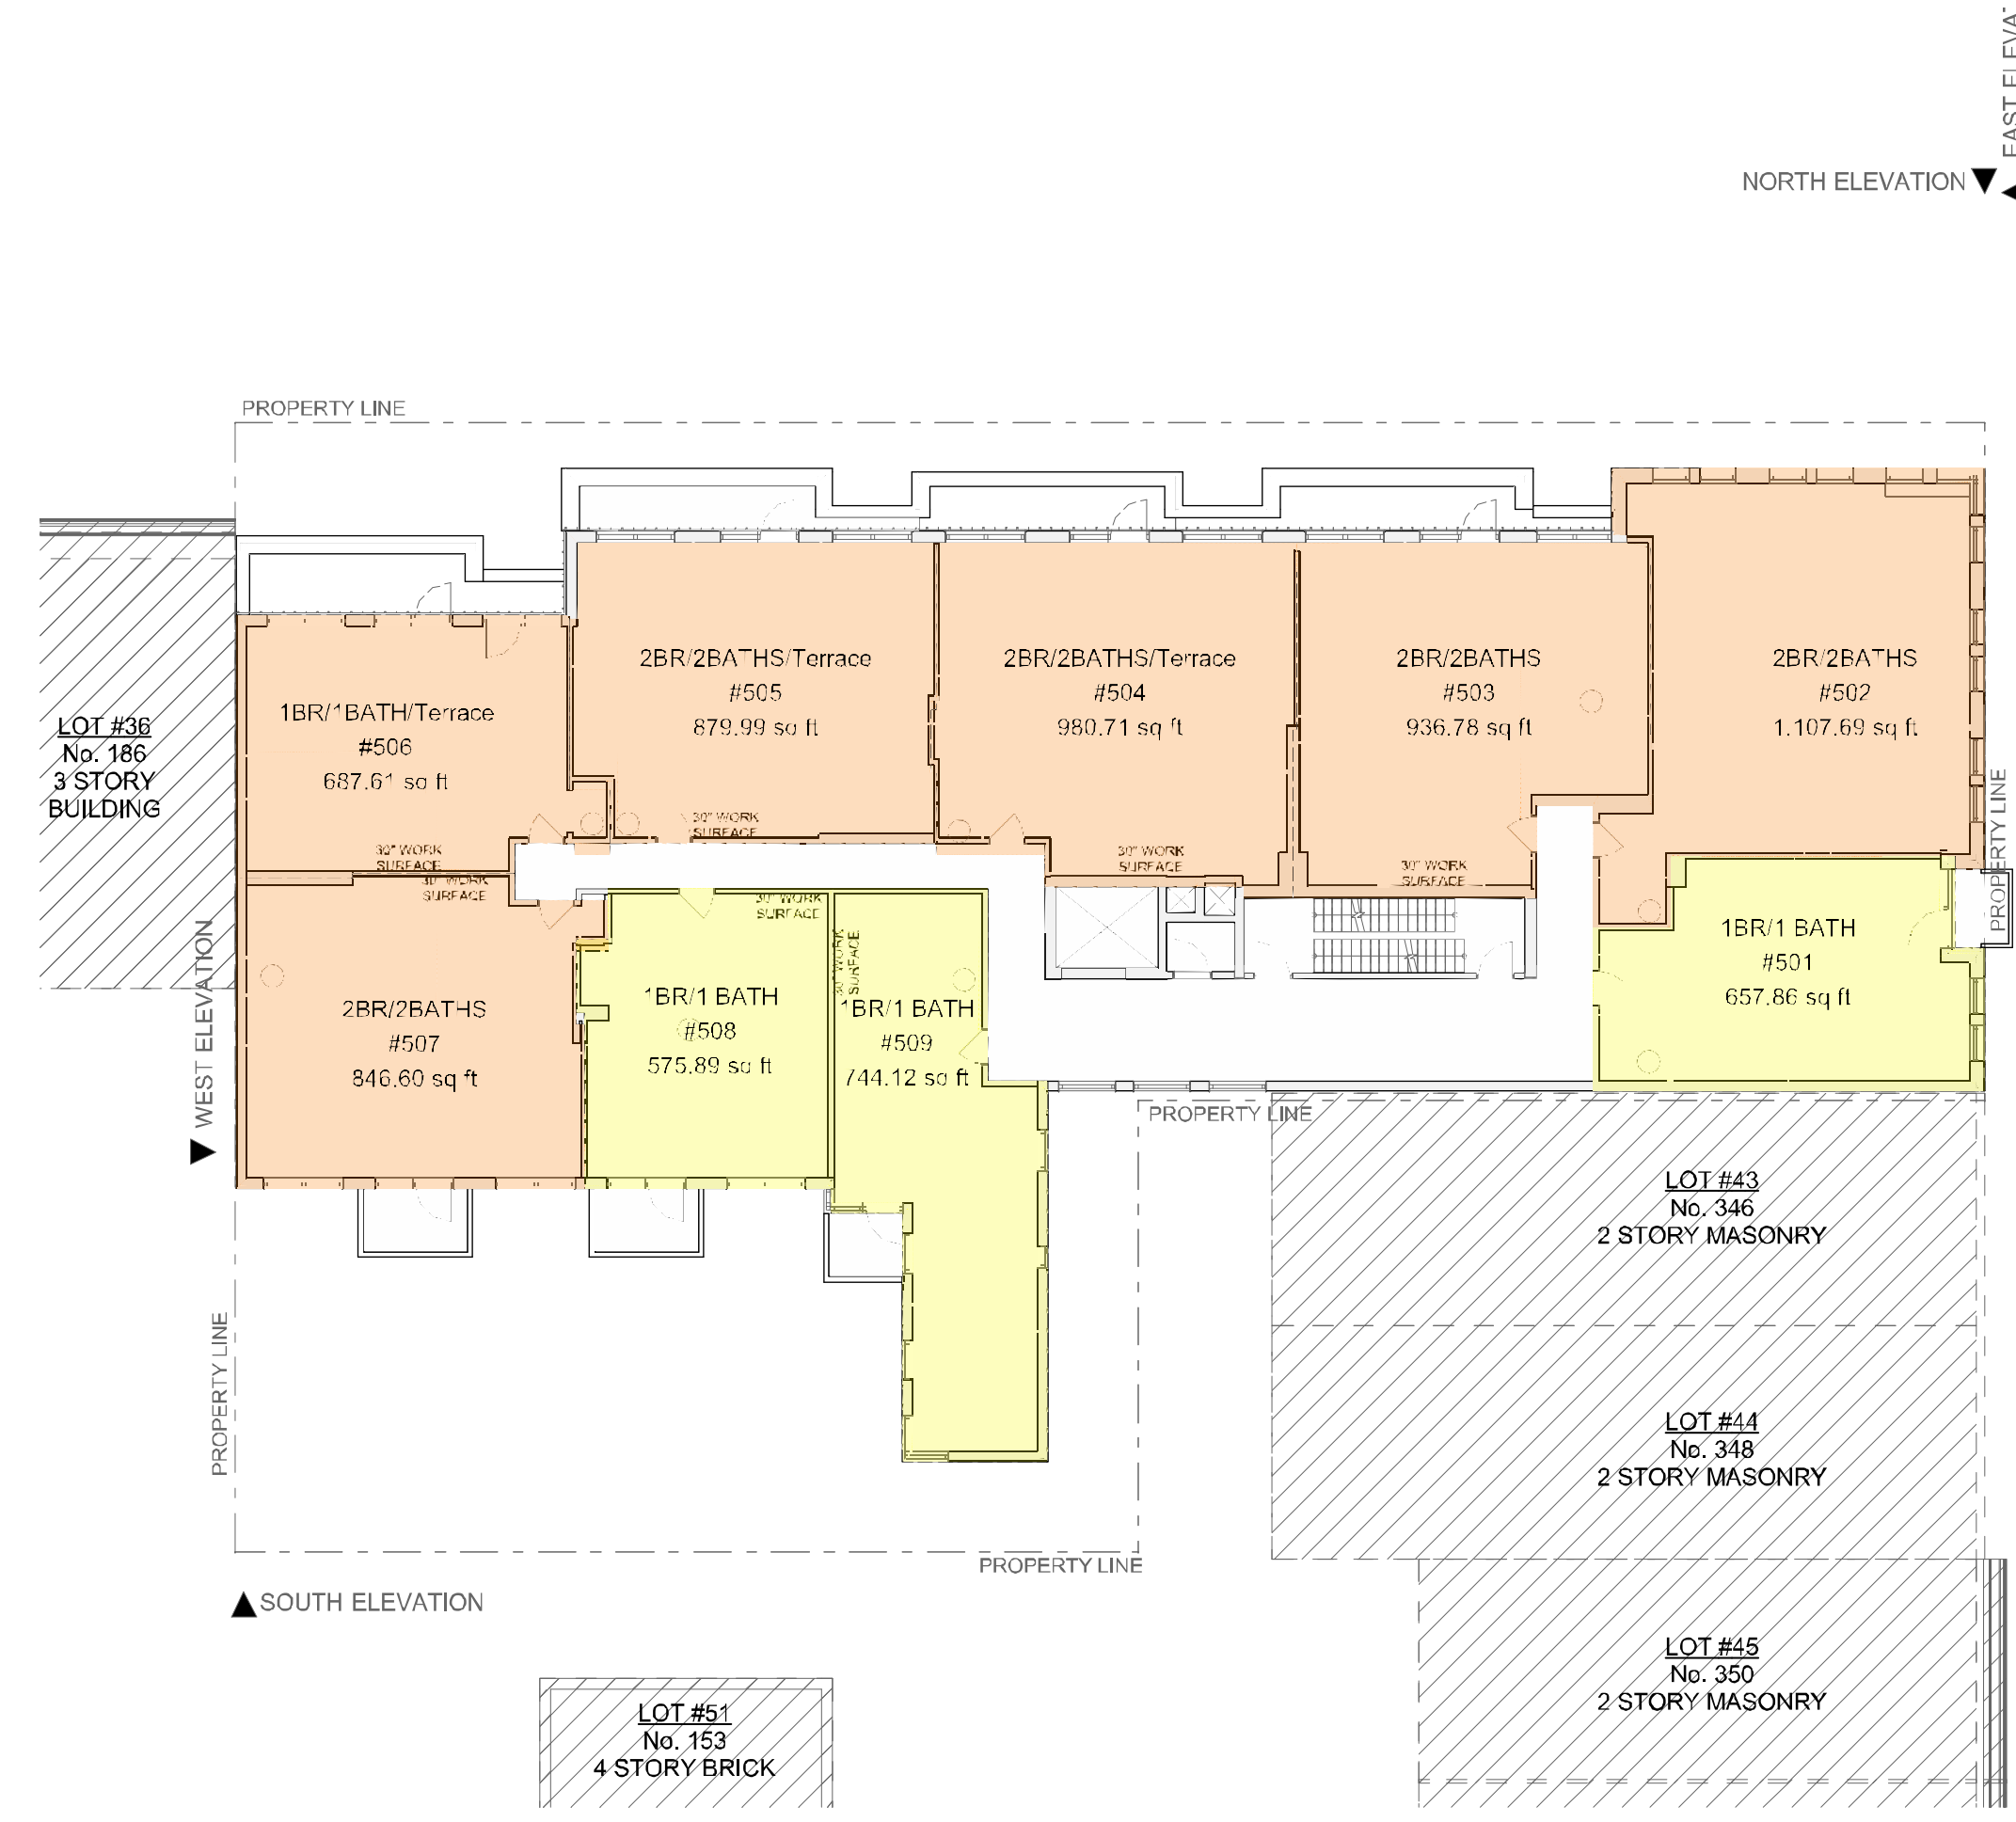 EAST ELEVA
NORTH ELEVATION
PROPERTY LINE
2BR/2BATHS/Terrace
#505
879.99 sq ft
2BR/2BATHS/Terrace
#504
980.71 sq ft
2BR/2BATHS
#503
936.78 sq ft
2BR/2BATHS
#502
1,107.69 sq ft
1BR/1BATH/Terrace
#506
687.61 sq ft
LOT #36
No. 186
3 STORY
BUILDING
30" WORK
SURFACE
30" WORK
SURFACE
30" WORK
SURFACE
30" WORK
SURFACE
30" WORK
SURFACE
30" WORK
SURFACE
30" WORK
SURFACE
PROPERTY LINE
1BR/1 BATH
#501
657.86 sq ft
WEST ELEVATION
2BR/2BATHS
#507
846.60 sq ft
1BR/1 BATH
#508
575.89 sq ft
1BR/1 BATH
#509
744.12 sq ft
PROPERTY LINE
LOT #43
No. 346
2 STORY MASONRY
PROPERTY LINE
LOT #44
No. 348
2 STORY MASONRY
PROPERTY LINE
SOUTH ELEVATION
LOT #45
No. 350
2 STORY MASONRY
LOT #51
No. 153
4 STORY BRICK